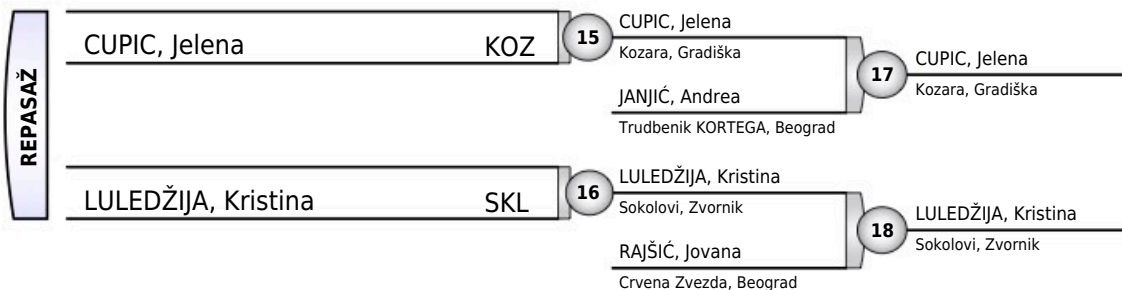 REPASAŽ
CUPIC, Jelena KOZ
15
CUPIC, Jelena
Kozara, Gradiška
JANJIĆ, Andrea
Trudbenik KORTEGA, Beograd
17
CUPIC, Jelena
Kozara, Gradiška
LULEDŽIJA, Kristina SKL
16
LULEDŽIJA, Kristina
Sokolovi, Zvornik
RAJŠIĆ, Jovana
Crvena Zvezda, Beograd
18
LULEDŽIJA, Kristina
Sokolovi, Zvornik